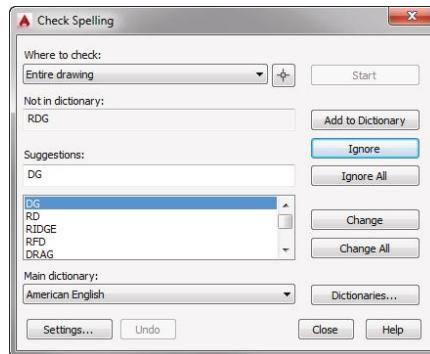 Check Spelling
Where to check:
Entire drawing
Start
Not in dictionary:
RDG
Add to Dictionary
Ignore
Suggestions:
Ignore All
DG
DG
RD
RIDGE
RFD
DRAG
Change
Change All
Main dictionary:
American English
Dictionaries...
Settings...
Undo
Close
Help